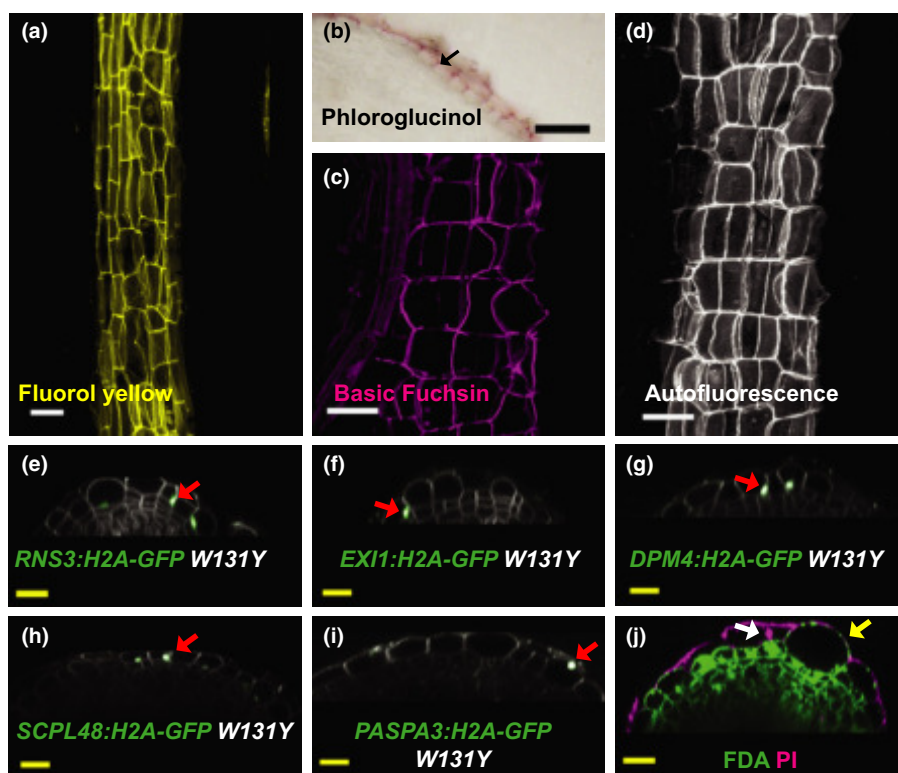 (a)
Fluorol yellow
(b)
Phloroglucinol
(c)
Basic Fuchsin
(d)
Autofluorescence
(e)
RNS3:H2A-GFP W131Y
(f)
EXI1:H2A-GFP W131Y
(g)
DPM4:H2A-GFP W131Y
(h)
SCPL48:H2A-GFP W131Y
(i)
PASPA3:H2A-GFP
W131Y
(j)
FDA PI